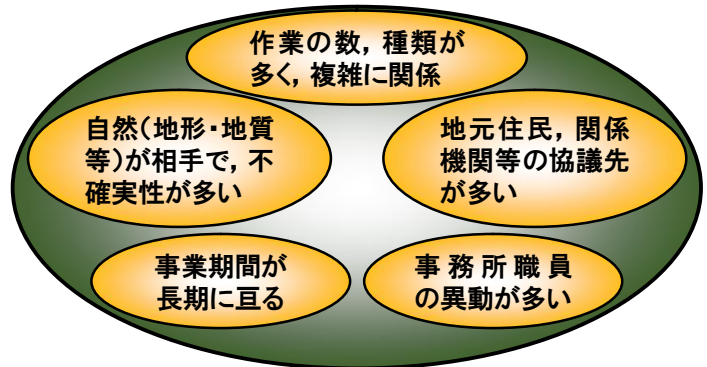 作業の数，種類が
多く，複雑に関係
自然（地形・地質
等）が相手で，不
確実性が多い
地元住民，関係
機関等の協議先
が多い
事業期間が
長期に亘る
事務所職員
の異動が多い